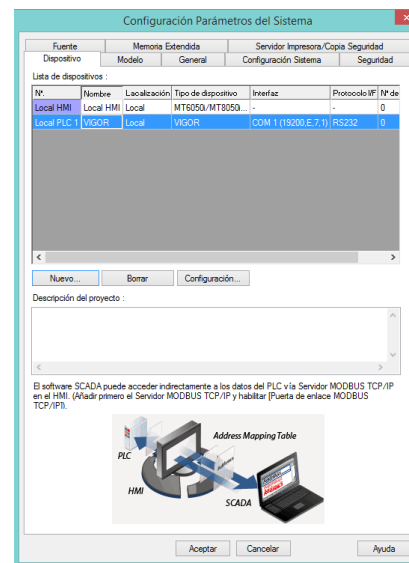 Configuración Parámetros del Sistema
Fuente Memoria Extendida Servidor Impresora/Copia Seguridad
Dispositivo Modelo General Configuración Sistema Seguridad
Lista de dispositivos :
Nº. Nombre Lacalización Tipo de dispositivo Interfaz Protocolo I/F Nº de
Local HMI Local HMI Local MT6050i/MT8050i... - - 0
Local PLC 1 VIGOR Local VIGOR COM 1 (19200,E,7,1) RS232 0
Nuevo... Borrar Configuración...
Descripción del proyecto :
El software SCADA puede acceder indirectamente a los datos del PLC vía Servidor MODBUS TCP/IP
en el HMI. (Añadir primero el Servidor MODBUS TCP/IP y habilitar [Puerta de enlace MODBUS
TCP/IP]).
Address Mapping Table
PLC
HMI
SCADA
Aceptar Cancelar Ayuda